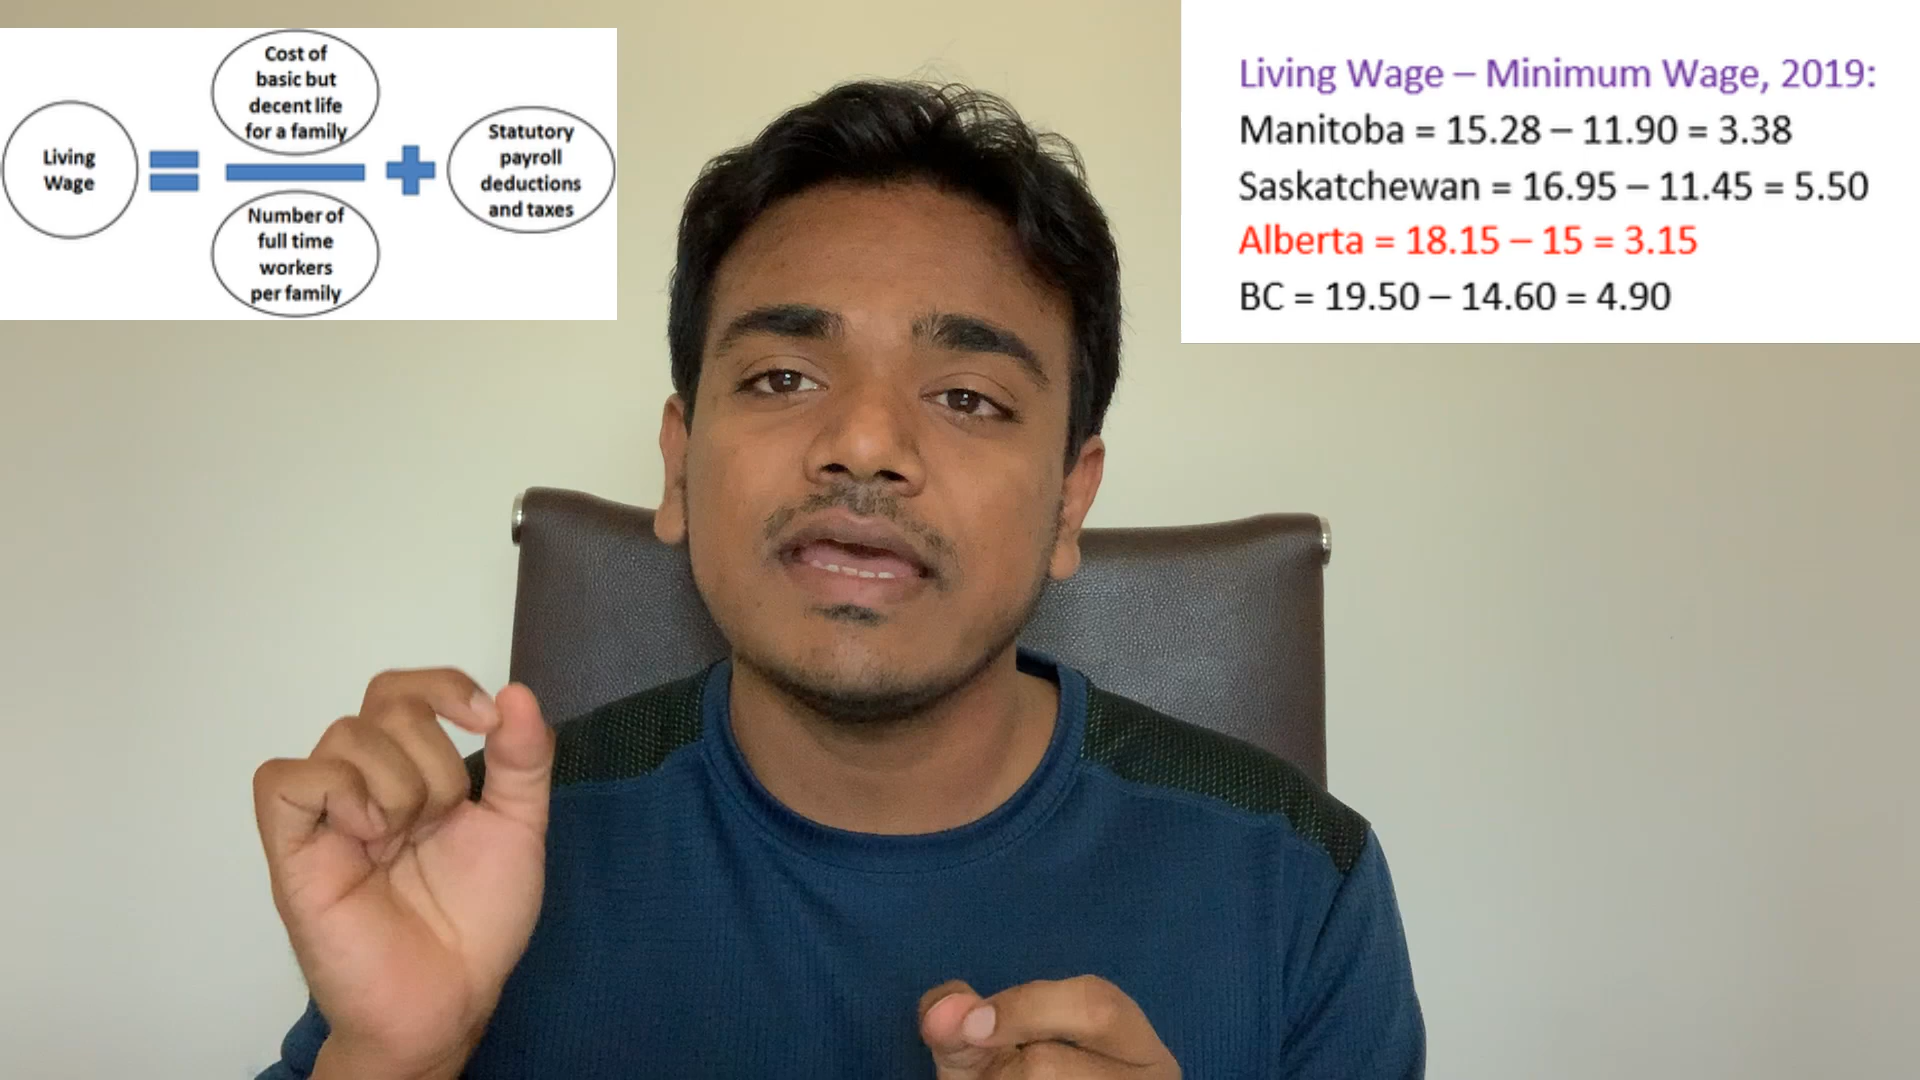 Living
Wage
Cost of
basic but
decent life
for a family
Number of
full time
workers
per family
Statutory
payroll
deductions
and taxes
Living Wage – Minimum Wage, 2019:
Manitoba = 15.28 – 11.90 = 3.38
Saskatchewan = 16.95 – 11.45 = 5.50
Alberta = 18.15 – 15 = 3.15
BC = 19.50 – 14.60 = 4.90